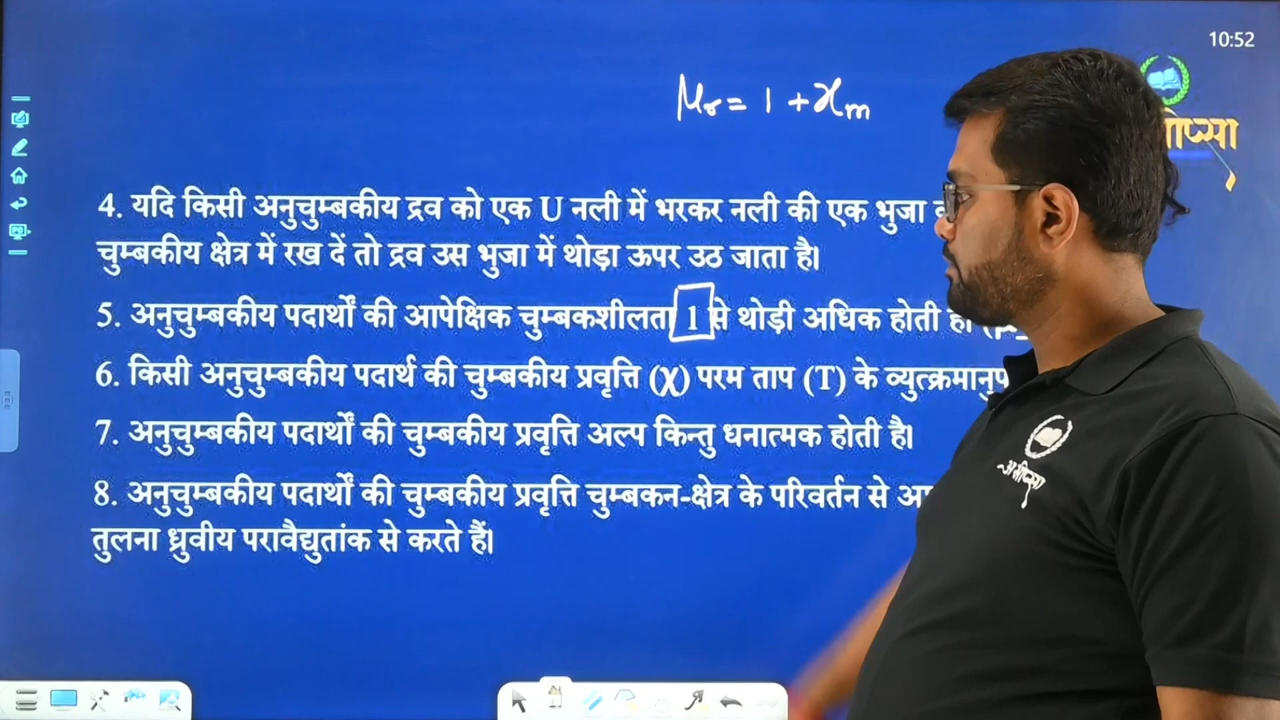 10:52
μr = 1 + χm
4. यदि किसी अनुचुम्बकीय द्रव को एक U नली में भरकर नली की एक भुजा
चुम्बकीय क्षेत्र में रख दें तो द्रव उस भुजा में थोड़ा ऊपर उठ जाता है।
5. अनुचुम्बकीय पदार्थों की आपेक्षिक चुम्बकशीलता 1 से थोड़ी अधिक होती है।
6. किसी अनुचुम्बकीय पदार्थ की चुम्बकीय प्रवृत्ति (χ) परम ताप (T) के
7. अनुचुम्बकीय पदार्थों की चुम्बकीय प्रवृत्ति अल्प किन्तु धनात्मक होती है।
8. अनुचुम्बकीय पदार्थों की चुम्बकीय प्रवृत्ति चुम्बकन-क्षेत्र के परिवर्तन से
तुलना ध्रुवीय परावैद्युतांक से करते हैं।
अभीप्सा